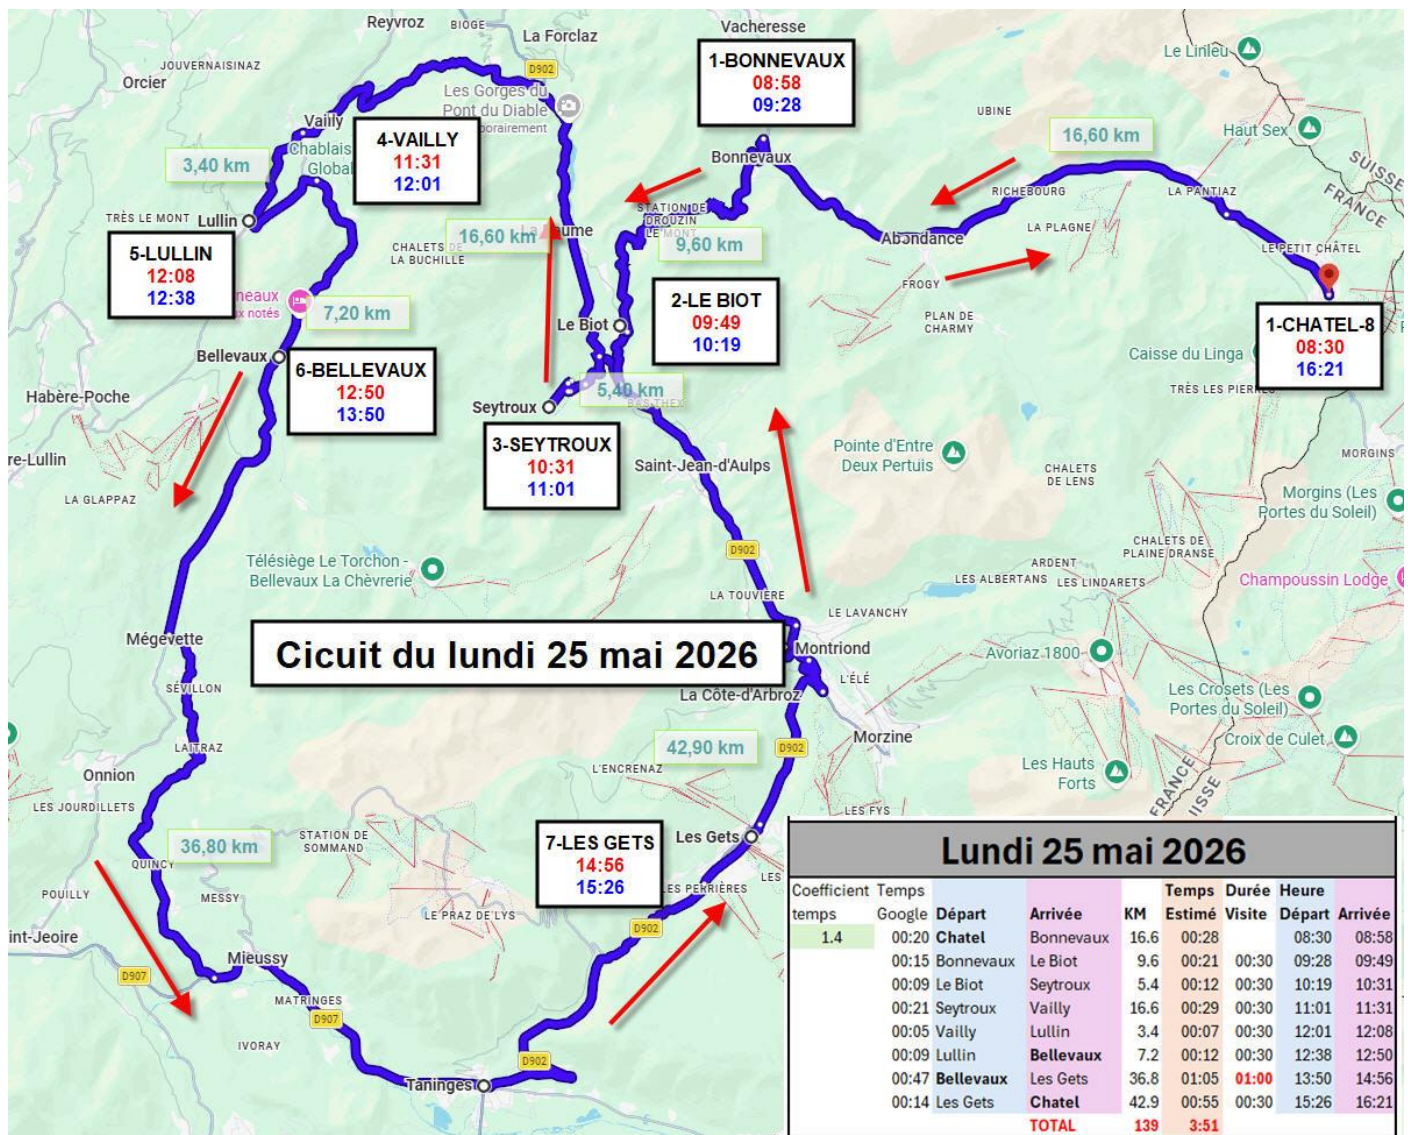 Reyvroz
BIOGE
La Forclaz
Vacheresse
Le Linleu
JOUVERNAISINAZ
Orcier
D902
Les Gorges du
Pont du Diable
porairement
1-BONNEVAUX
08:58
09:28
UBINE
16,60 km
Haut Sex
SUISSE
FRANCE
Vailly
Chablais
Global
4-VAILLY
11:31
12:01
3,40 km
Bonnevaux
RICHEBOURG
LA PANTIAZ
TRÈS LE MONT
Lullin
STATION DE
DROUZIN
LE MONT
LA PLAGNE
Abondance
LE PETIT CHÂTEL
CHALETS DE
LA BUCHILLE
16,60 km
La Baume
9,60 km
5-LULLIN
12:08
12:38
neaux
ux notés
7,20 km
2-LE BIOT
09:49
10:19
FROGY
PLAN DE
CHARMY
1-CHATEL-8
08:30
16:21
Le Biot
Bellevaux
6-BELLEVAUX
12:50
13:50
Caisse du Linga
TRÈS LES PIERRES
Habère-Poche
5,40 km
BAS-THEX
Seytroux
3-SEYTROUX
10:31
11:01
re-Lullin
LA GLAPPAZ
Saint-Jean-d'Aulps
Pointe d'Entre
Deux Pertuis
CHALETS
DE LENS
MORGINS
Morgins (Les
Portes du Soleil)
Télésiège Le Torchon -
Bellevaux La Chèvrerie
D902
CHALETS DE
PLAINE DRANSE
ARDENT
LES ALBERTANS
LES LINDARETS
Champoussin Lodge
LA TOUVIÈRE
LE LAVANCHY
Mégevette
Cicuit du lundi 25 mai 2026
Montriond
Avoriaz 1800
SÉVILLON
L'ÉLÉ
La Côte-d'Arbroz
Les Crosets (Les
Portes du Soleil)
LAITRAZ
42,90 km
D902
Morzine
Croix de Culet
Onnion
L'ENCRENAZ
Les Hauts
Forts
FRANCE
ISSE
LES JOURDILLETS
LES FYS
STATION DE
SOMMAND
36,80 km
QUINCY
7-LES GETS
14:56
15:26
Les Gets
LES
LES PERRIÈRES
POUILLY
MESSY
LE PRAZ DE LYS
int-Jeoire
D902
Mieussy
D907
MATRINGES
D907
IVORAY
D902
Taninges
Lundi 25 mai 2026
Coefficient Temps Temps Durée Heure
temps Google Départ Arrivée KM Estimé Visite Départ Arrivée
1.4 00:20 Chatel Bonnevaux 16.6 00:28 08:30 08:58
00:15 Bonnevaux Le Biot 9.6 00:21 00:30 09:28 09:49
00:09 Le Biot Seytroux 5.4 00:12 00:30 10:19 10:31
00:21 Seytroux Vailly 16.6 00:29 00:30 11:01 11:31
00:05 Vailly Lullin 3.4 00:07 00:30 12:01 12:08
00:09 Lullin Bellevaux 7.2 00:12 00:30 12:38 12:50
00:47 Bellevaux Les Gets 36.8 01:05 01:00 13:50 14:56
00:14 Les Gets Chatel 42.9 00:55 00:30 15:26 16:21
TOTAL 139 3:51